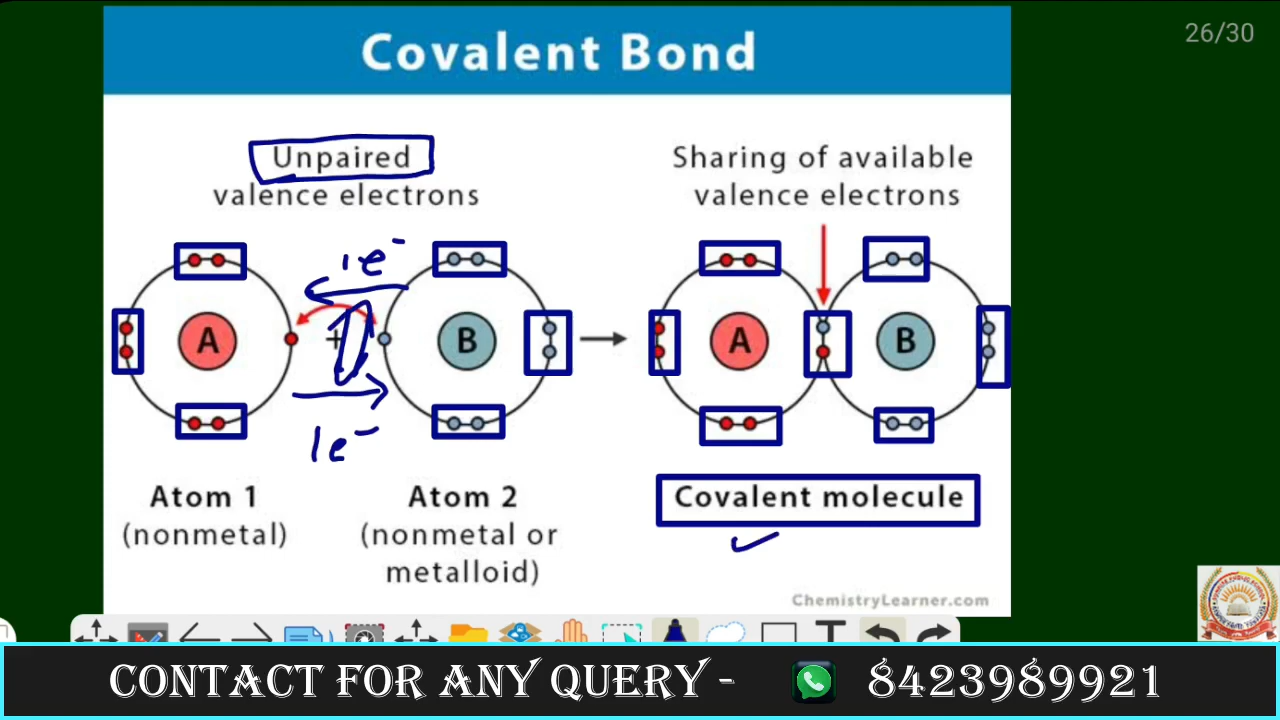 26/30
Covalent Bond
Unpaired
valence electrons
Sharing of available
valence electrons
1e⁻
A
+
B
A
B
1e⁻
Atom 1
(nonmetal)
Atom 2
(nonmetal or
metalloid)
Covalent molecule
ChemistryLearner.com
T
CONTACT FOR ANY QUERY - 8423989921